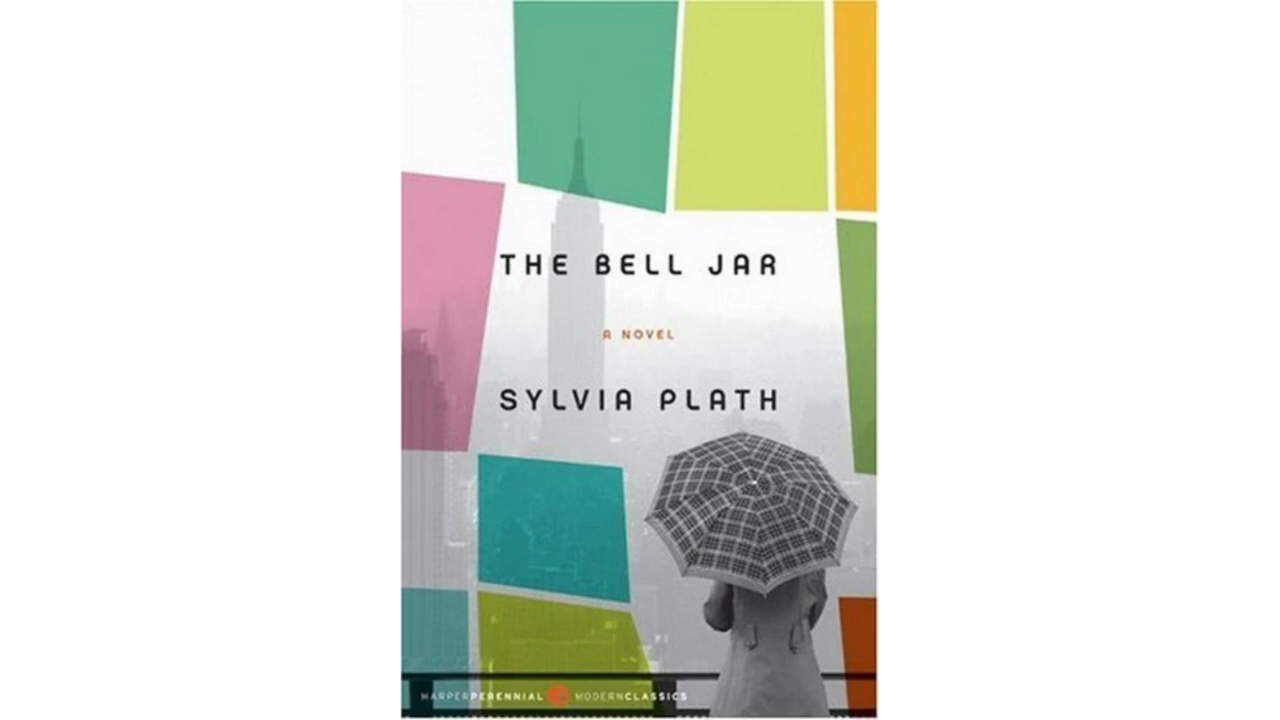 THE BELL JAR
A NOVEL
SYLVIA PLATH
HARPERPERENNIAL MODERNCLASSICS